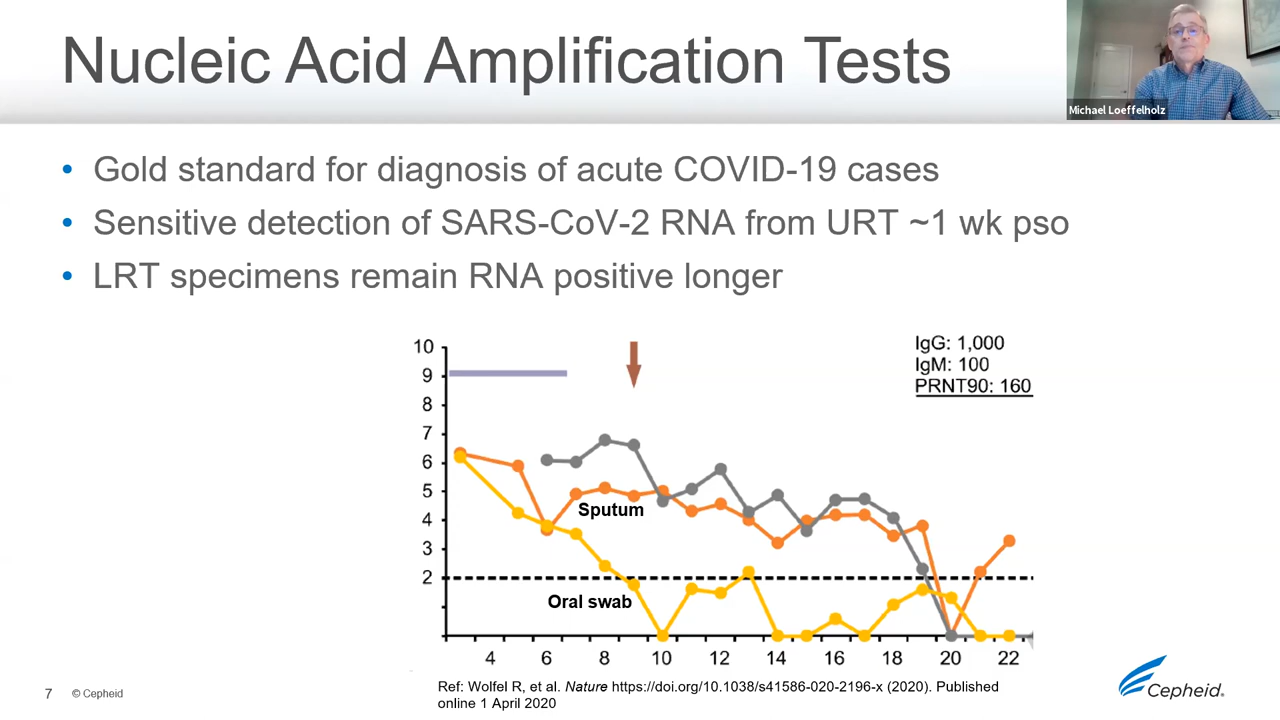 Nucleic Acid Amplification Tests
Michael Loeffelholz
• Gold standard for diagnosis of acute COVID-19 cases
• Sensitive detection of SARS-CoV-2 RNA from URT ~1 wk pso
• LRT specimens remain RNA positive longer
IgG: 1,000
IgM: 100
PRNT90: 160
10
9
8
7
6
5
4
3
2
Sputum
Oral swab
4 6 8 10 12 14 16 18 20 22
Ref: Wolfel R, et al. Nature https://doi.org/10.1038/s41586-020-2196-x (2020). Published
online 1 April 2020
7 © Cepheid
Cepheid.